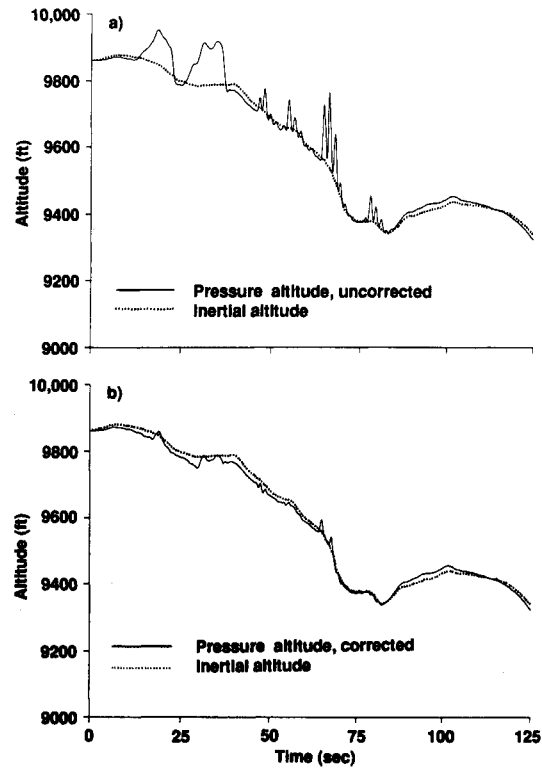 a)
10,000
9800
9600
9400
9200
9000
Altitude (ft)
Pressure altitude, uncorrected
Inertial altitude
b)
10,000
9800
9600
9400
9200
9000
Altitude (ft)
Pressure altitude, corrected
Inertial altitude
0 25 50 75 100 125
Time (sec)